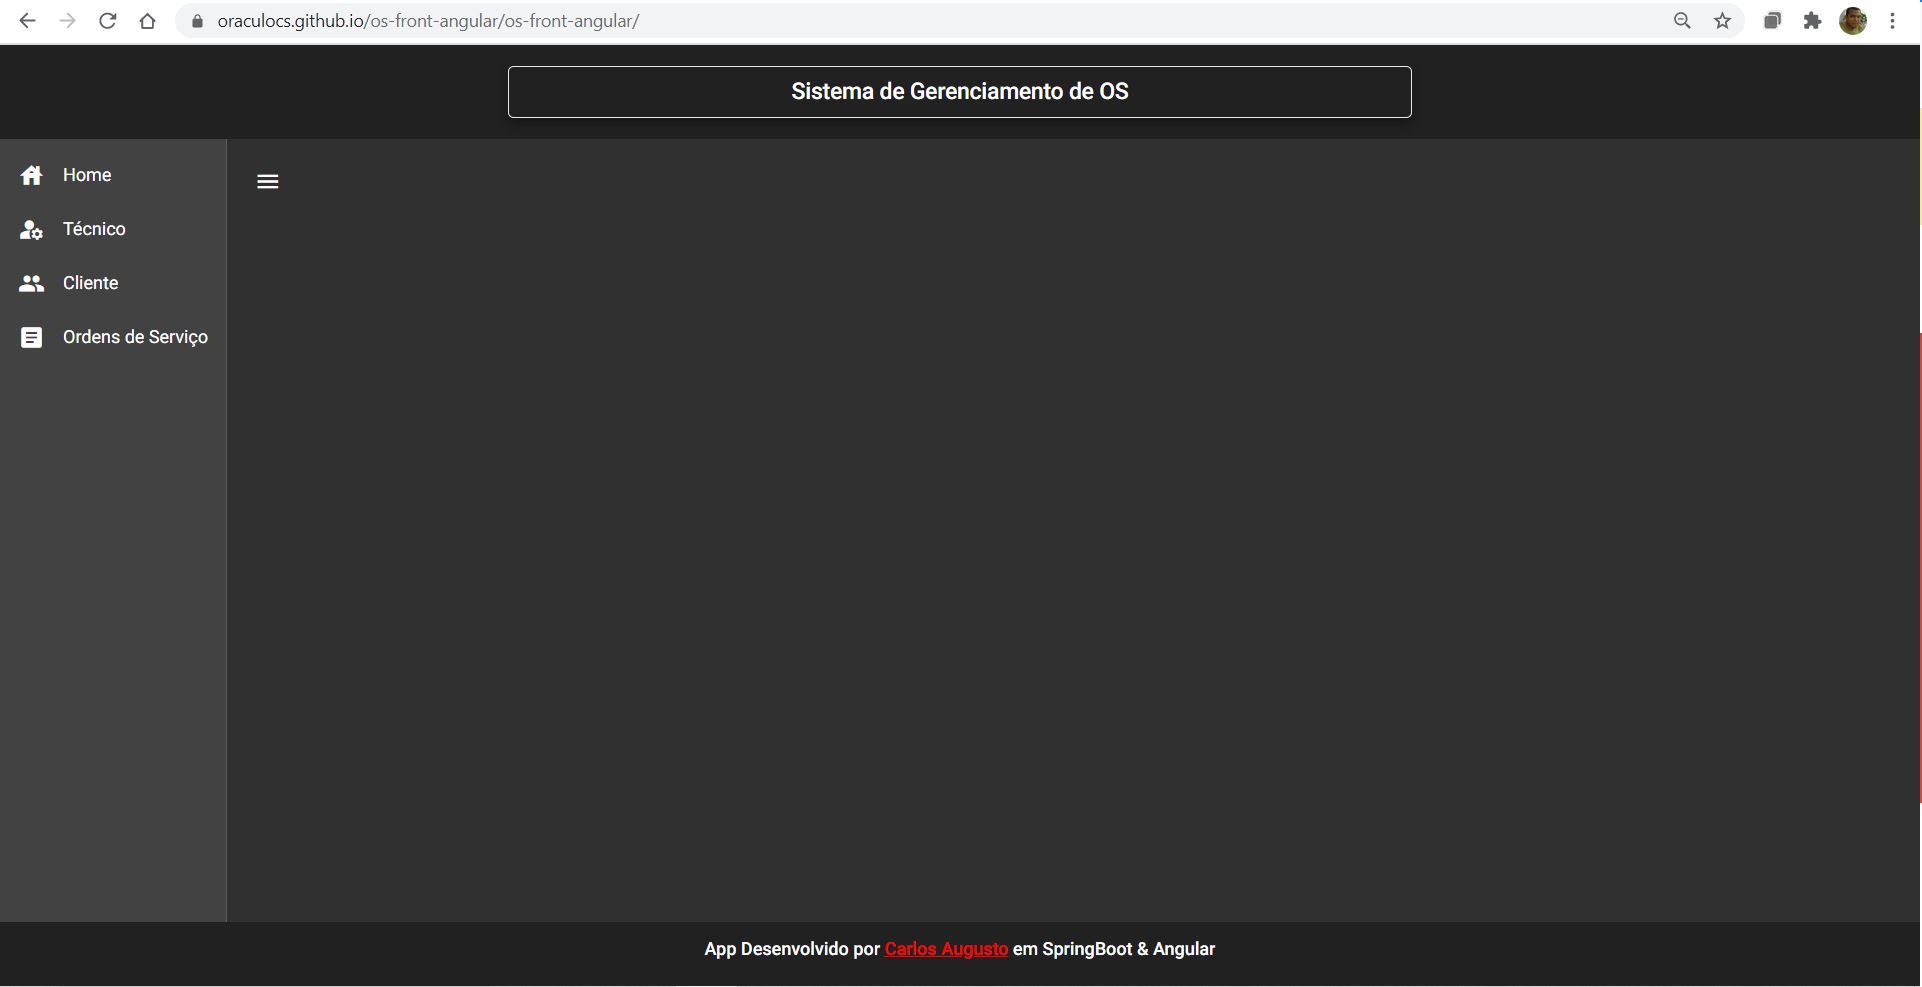 oraculocs.github.io/os-front-angular/os-front-angular/
Sistema de Gerenciamento de OS
Home
Técnico
Cliente
Ordens de Serviço
App Desenvolvido por Carlos Augusto em SpringBoot & Angular